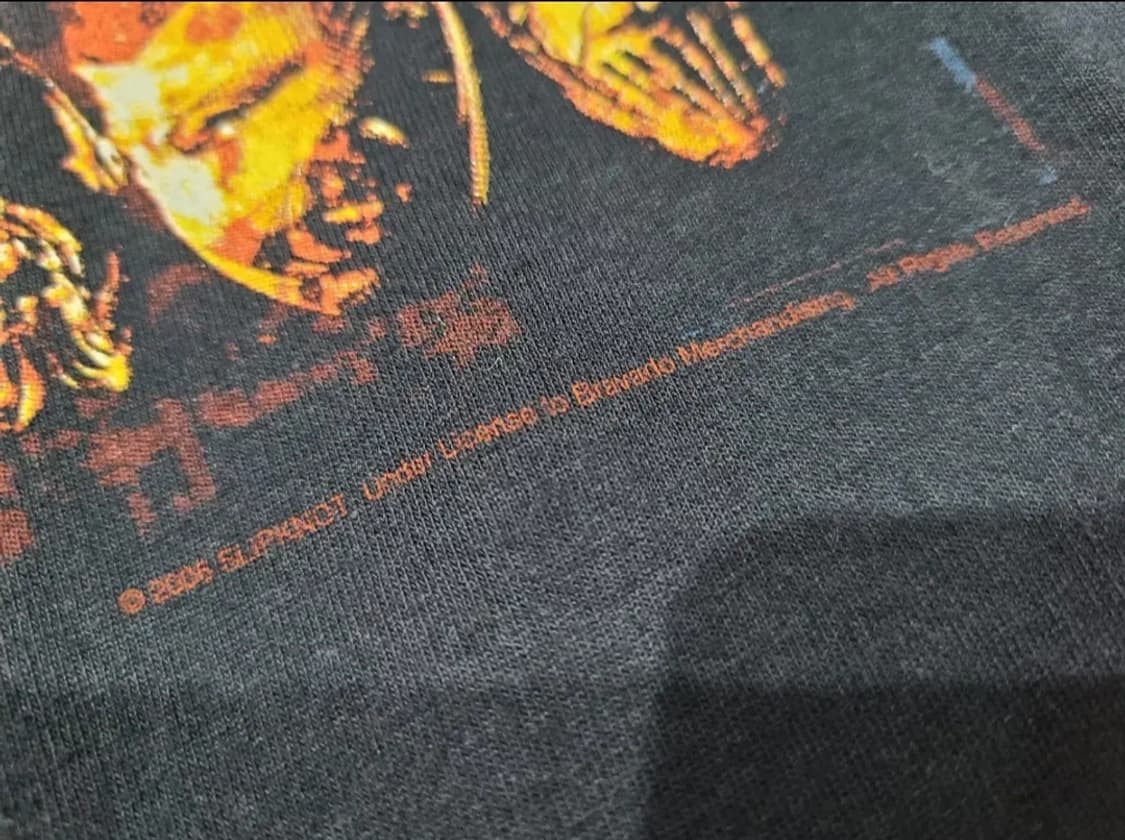 © 2006 SLIPKNOT, Under License to Bravado Merchandising, All Rights Reserved